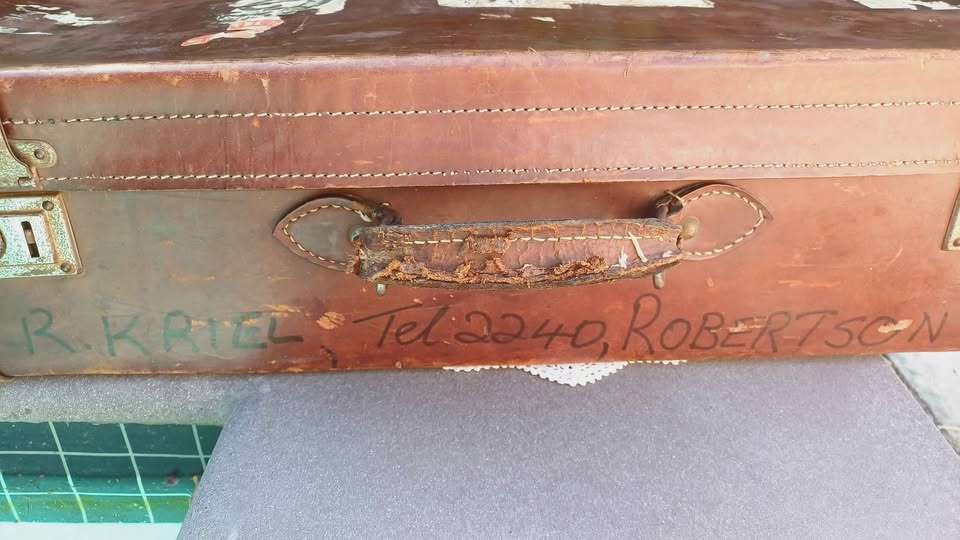 R. KRIEL, Tel 2240, ROBERTSON